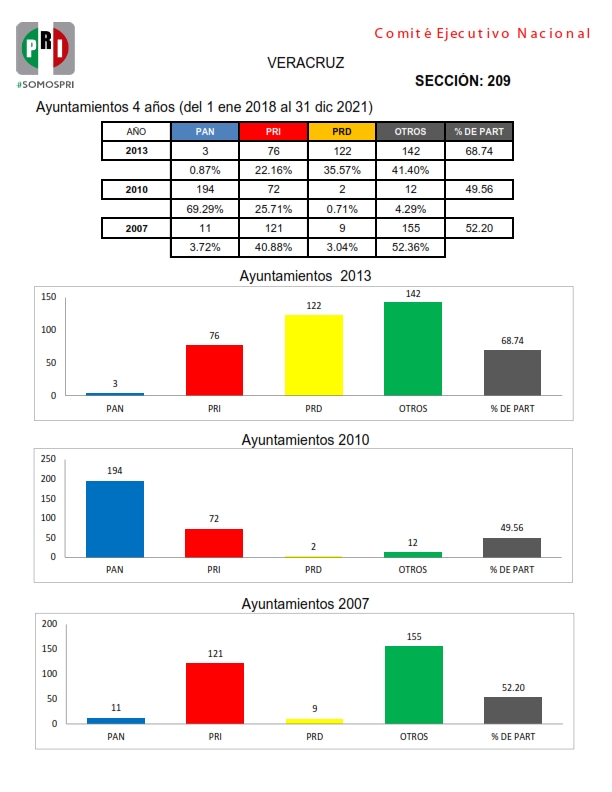 Comité Ejecutivo Nacional
PRI
#SOMOSPRI
VERACRUZ
SECCIÓN: 209
Ayuntamientos 4 años (del 1 ene 2018 al 31 dic 2021)
AÑO PAN PRI PRD OTROS % DE PART
2013 3 76 122 142 68.74
0.87% 22.16% 35.57% 41.40%
2010 194 72 2 12 49.56
69.29% 25.71% 0.71% 4.29%
2007 11 121 9 155 52.20
3.72% 40.88% 3.04% 52.36%
Ayuntamientos 2013
150
100
50
0
3 76 122 142 68.74
PAN PRI PRD OTROS % DE PART
Ayuntamientos 2010
250
200
150
100
50
0
194 72 2 12 49.56
PAN PRI PRD OTROS % DE PART
Ayuntamientos 2007
200
150
100
50
0
11 121 9 155 52.20
PAN PRI PRD OTROS % DE PART